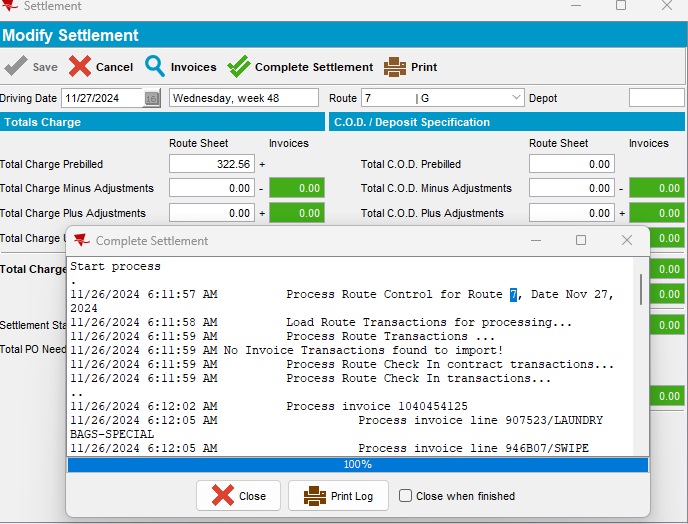 Settlement
Modify Settlement
Save Cancel Invoices Complete Settlement Print
Driving Date 11/27/2024 16 Wednesday, week 48 Route 7 | G Depot
Totals Charge C.O.D. / Deposit Specification
Route Sheet Invoices Route Sheet Invoices
Total Charge Prebilled 322.56 + Total C.O.D. Prebilled 0.00
Total Charge Minus Adjustments 0.00 - 0.00 Total C.O.D. Minus Adjustments 0.00 - 0.00
Total Charge Plus Adjustments 0.00 + 0.00 Total C.O.D. Plus Adjustments 0.00 + 0.00
Total Charge U 0.00
Total Charge 0.00
0.00
Settlement Sta 0.00
Total PO Need
0.00
Complete Settlement
Start process
.
11/26/2024 6:11:57 AM Process Route Control for Route 7, Date Nov 27,
2024
11/26/2024 6:11:58 AM Load Route Transactions for processing...
11/26/2024 6:11:59 AM Process Route Transactions ...
11/26/2024 6:11:59 AM No Invoice Transactions found to import!
11/26/2024 6:11:59 AM Process Route Check In contract transactions...
11/26/2024 6:11:59 AM Process Route Check In transactions...
..
11/26/2024 6:12:02 AM Process invoice 1040454125
11/26/2024 6:12:05 AM Process invoice line 907523/LAUNDRY
BAGS-SPECIAL
11/26/2024 6:12:05 AM Process invoice line 946B07/SWIPE
100%
Close Print Log Close when finished